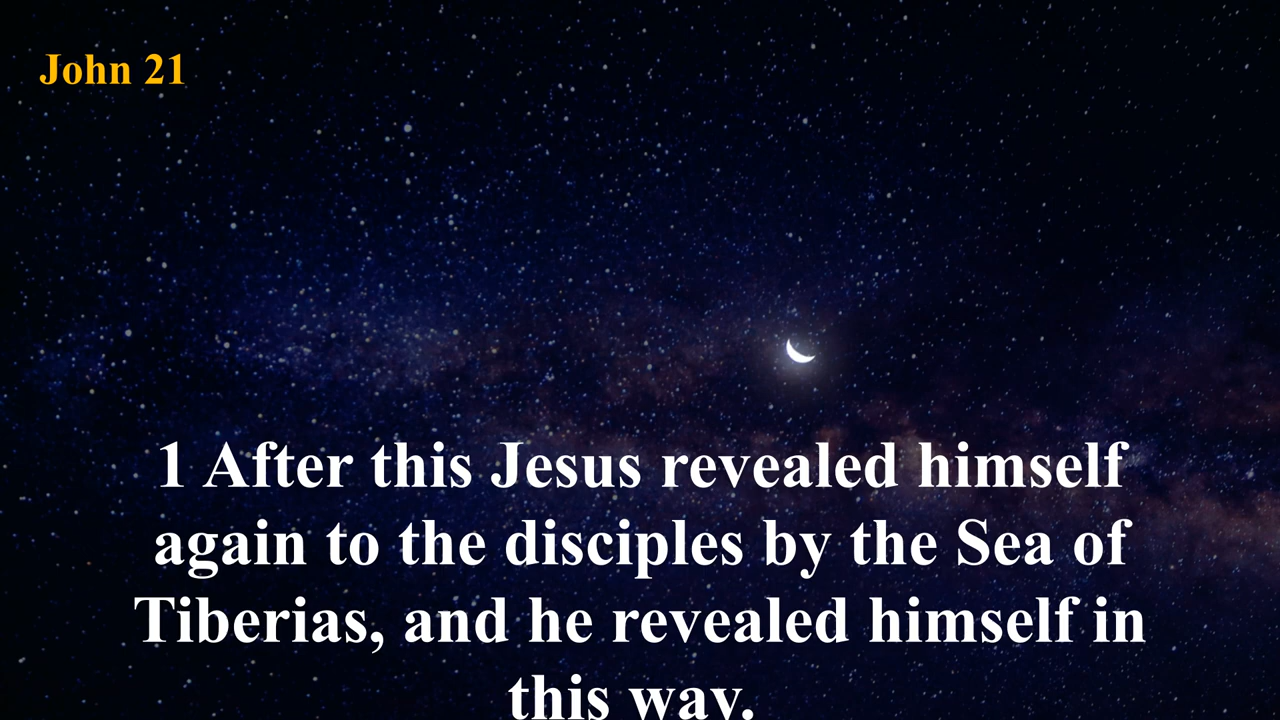 John 21
1 After this Jesus revealed himself
again to the disciples by the Sea of
Tiberias, and he revealed himself in
this way.